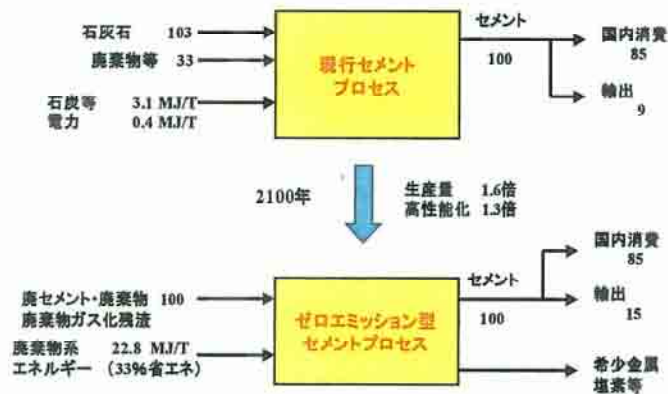 石灰石 103
廃棄物等 33
石炭等 3.1 MJ/T
電力 0.4 MJ/T
現行セメント
プロセス
セメント
100
国内消費
85
輸出
9
2100年
生産量 1.6倍
高性能化 1.3倍
廃セメント・廃棄物 100
廃棄物ガス化残渣
廃棄物系 22.8 MJ/T
エネルギー (33%省エネ)
ゼロエミッション型
セメントプロセス
セメント
100
国内消費
85
輸出
15
希少金属
塩素等